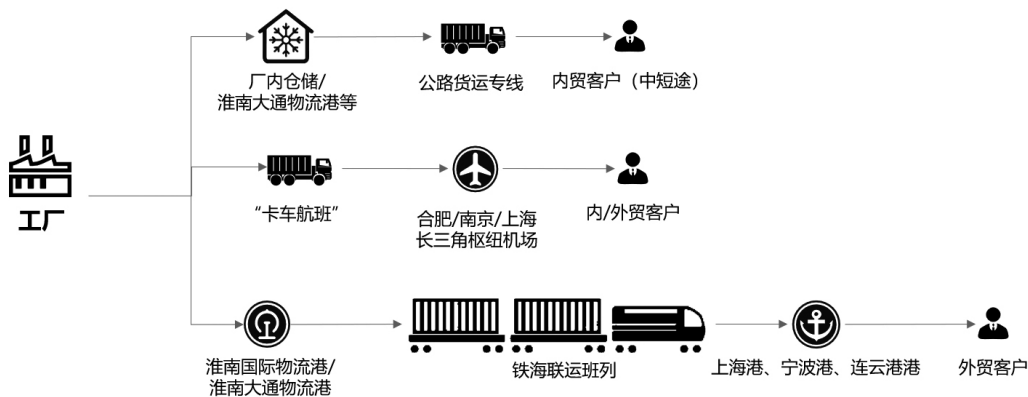 厂内仓储/
淮南大通物流港等
公路货运专线
内贸客户（中短途）
工厂
“卡车航班”
合肥/南京/上海
长三角枢纽机场
内/外贸客户
淮南国际物流港/
淮南大通物流港
铁海联运班列
上海港、宁波港、连云港港
外贸客户